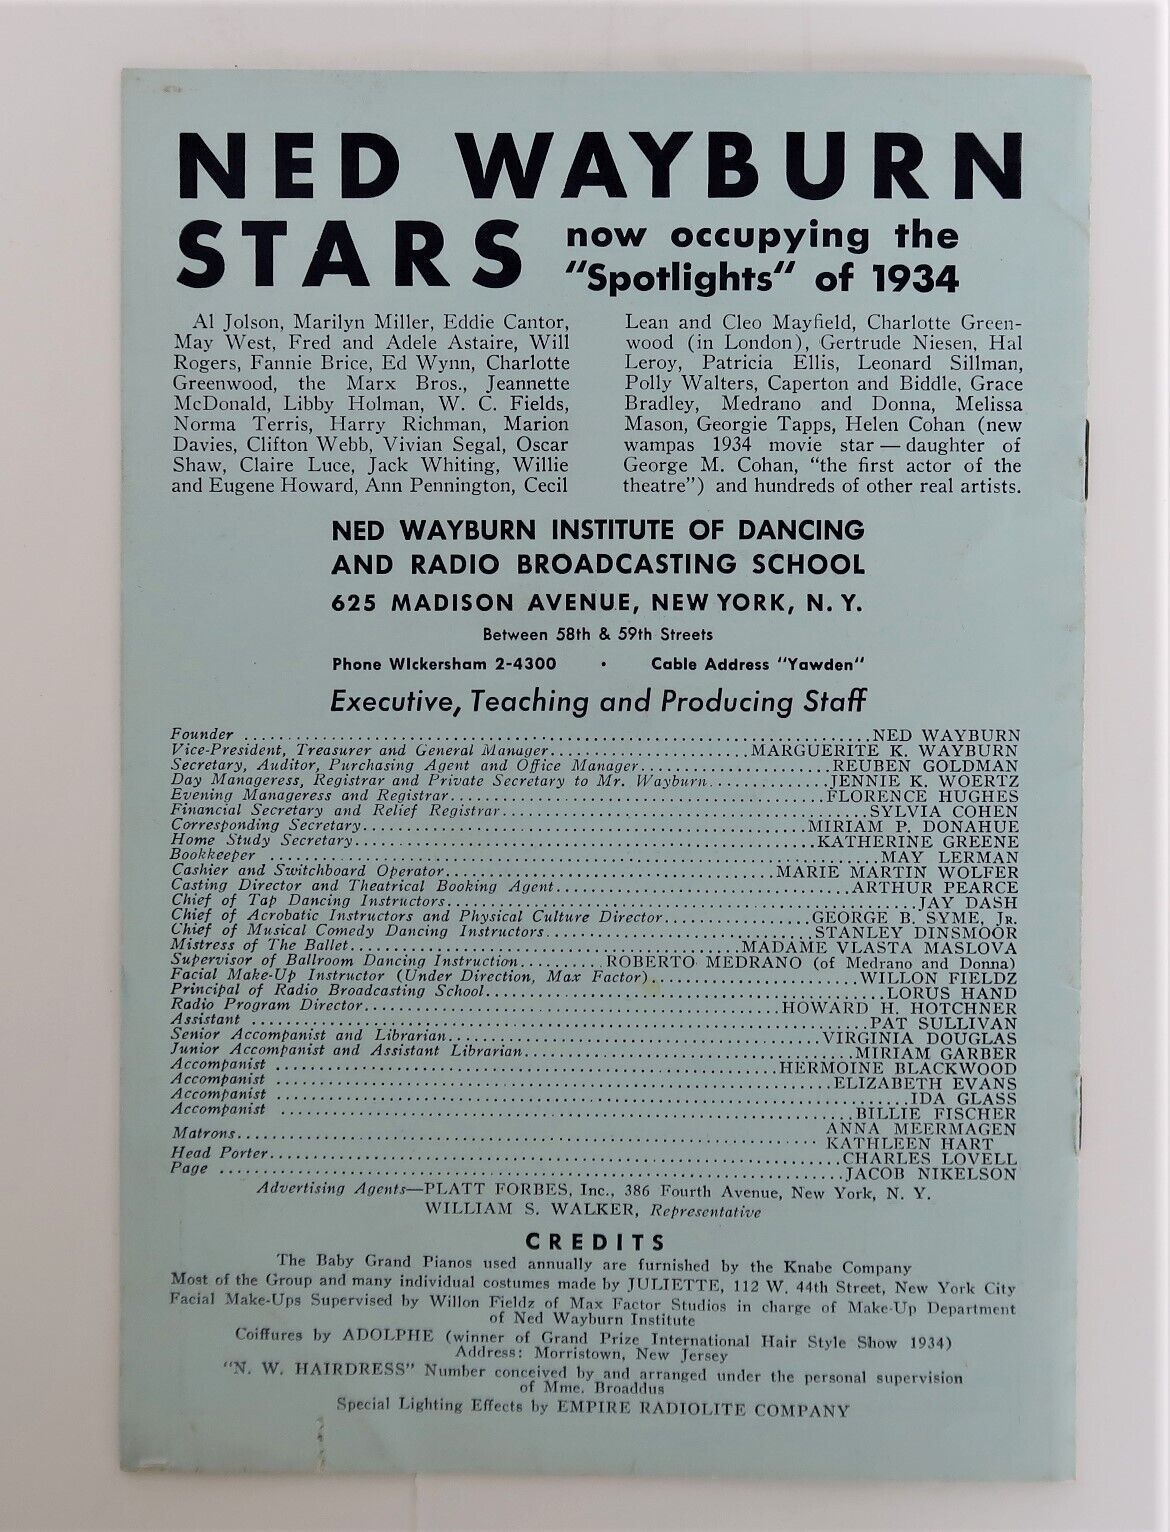 NED WAYBURN
STARS now occupying the
"Spotlights" of 1934
Al Jolson, Marilyn Miller, Eddie Cantor,
May West, Fred and Adele Astaire, Will
Rogers, Fannie Brice, Ed Wynn, Charlotte
Greenwood, the Marx Bros., Jeannette
McDonald, Libby Holman, W. C. Fields,
Norma Terris, Harry Richman, Marion
Davies, Clifton Webb, Vivian Segal, Oscar
Shaw, Claire Luce, Jack Whiting, Willie
and Eugene Howard, Ann Pennington, Cecil
Lean and Cleo Mayfield, Charlotte Green-
wood (in London), Gertrude Niesen, Hal
Leroy, Patricia Ellis, Leonard Sillman,
Polly Walters, Caperton and Biddle, Grace
Bradley, Medrano and Donna, Melissa
Mason, Georgie Tapps, Helen Cohan (new
wampas 1934 movie star — daughter of
George M. Cohan, "the first actor of the
theatre") and hundreds of other real artists.
NED WAYBURN INSTITUTE OF DANCING
AND RADIO BROADCASTING SCHOOL
625 MADISON AVENUE, NEW YORK, N. Y.
Between 58th & 59th Streets
Phone WIckersham 2-4300 • Cable Address "Yawden"
Executive, Teaching and Producing Staff
Founder ........ NED WAYBURN
Vice-President, Treasurer and General Manager ........ MARGUERITE K. WAYBURN
Secretary, Auditor, Purchasing Agent and Office Manager ........ REUBEN GOLDMAN
Day Manageress, Registrar and Private Secretary to Mr. Wayburn ........ JENNIE K. WOERTZ
Evening Manageress and Registrar ........ FLORENCE HUGHES
Financial Secretary and Relief Registrar ........ SYLVIA COHEN
Corresponding Secretary ........ MIRIAM P. DONAHUE
Home Study Secretary ........ KATHERINE GREENE
Bookkeeper ........ MAY LERMAN
Cashier and Switchboard Operator ........ MARIE MARTIN WOLFER
Casting Director and Theatrical Booking Agent ........ ARTHUR PEARCE
Chief of Tap Dancing Instructors ........ JAY DASH
Chief of Acrobatic Instructors and Physical Culture Director ........ GEORGE B. SYME, Jr.
Chief of Musical Comedy Dancing Instructors ........ STANLEY DINSMOOR
Mistress of The Ballet ........ MADAME VLASTA MASLOVA
Supervisor of Ballroom Dancing Instruction ........ ROBERTO MEDRANO (of Medrano and Donna)
Facial Make-Up Instructor (Under Direction, Max Factor) ........ WILLON FIELDZ
Principal of Radio Broadcasting School ........ LORUS HAND
Radio Program Director ........ HOWARD H. HOTCHNER
Assistant ........ PAT SULLIVAN
Senior Accompanist and Librarian ........ VIRGINIA DOUGLAS
Junior Accompanist and Assistant Librarian ........ MIRIAM GARBER
Accompanist ........ HERMOINE BLACKWOOD
Accompanist ........ ELIZABETH EVANS
Accompanist ........ IDA GLASS
Accompanist ........ BILLIE FISCHER
Matrons ........ ANNA MEERMAGEN
KATHLEEN HART
Head Porter ........ CHARLES LOVELL
Page ........ JACOB NIKELSON
Advertising Agents—PLATT FORBES, Inc., 386 Fourth Avenue, New York, N. Y.
WILLIAM S. WALKER, Representative
CREDITS
The Baby Grand Pianos used annually are furnished by the Knabe Company
Most of the Group and many individual costumes made by JULIETTE, 112 W. 44th Street, New York City
Facial Make-Ups Supervised by Willon Fieldz of Max Factor Studios in charge of Make-Up Department
of Ned Wayburn Institute
Coiffures by ADOLPHE (winner of Grand Prize International Hair Style Show 1934)
Address: Morristown, New Jersey
"N. W. HAIRDRESS" Number conceived by and arranged under the personal supervision
of Mme. Broaddus
Special Lighting Effects by EMPIRE RADIOLITE COMPANY